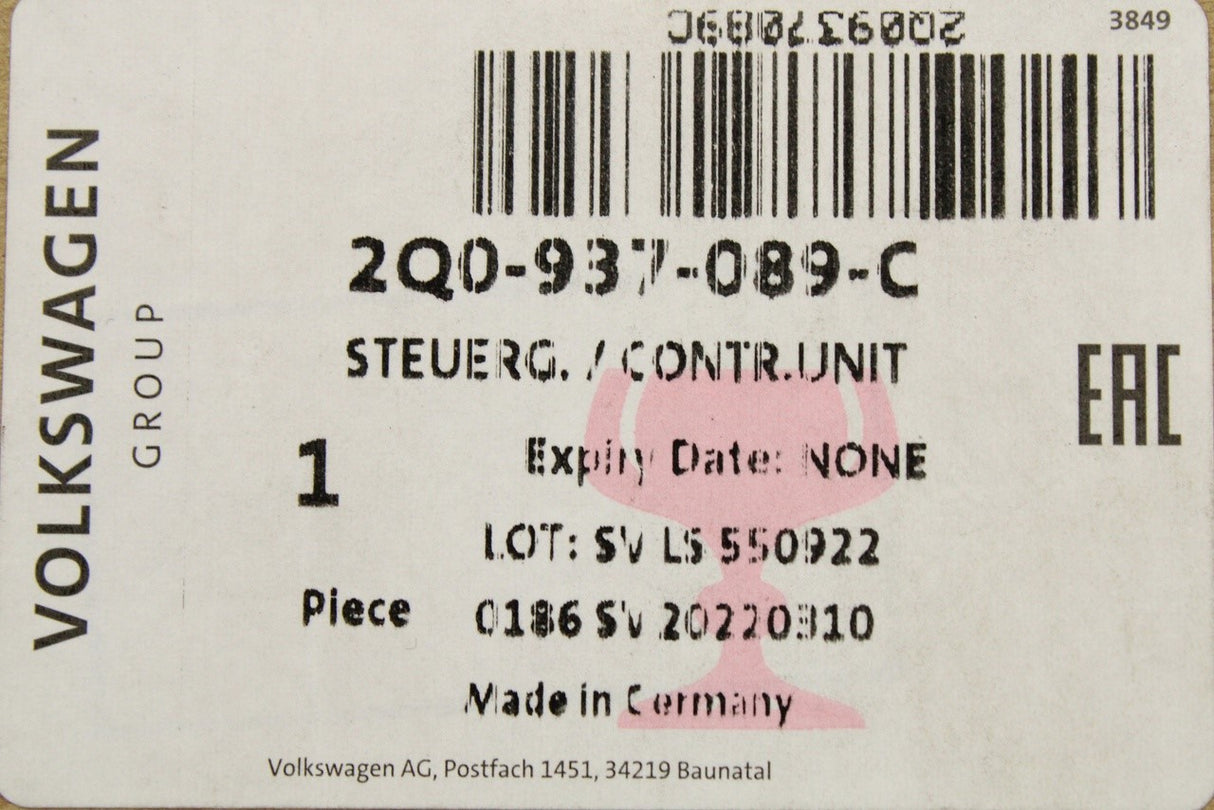 2Q0937089C
3849
VOLKSWAGEN
GROUP
2Q0-937-089-C
STEUERG. / CONTR.UNIT
EAC
1
Expiry Date: NONE
LOT: SV LS 550922
Piece
0186 SV 20220310
Made in Germany
Volkswagen AG, Postfach 1451, 34219 Baunatal